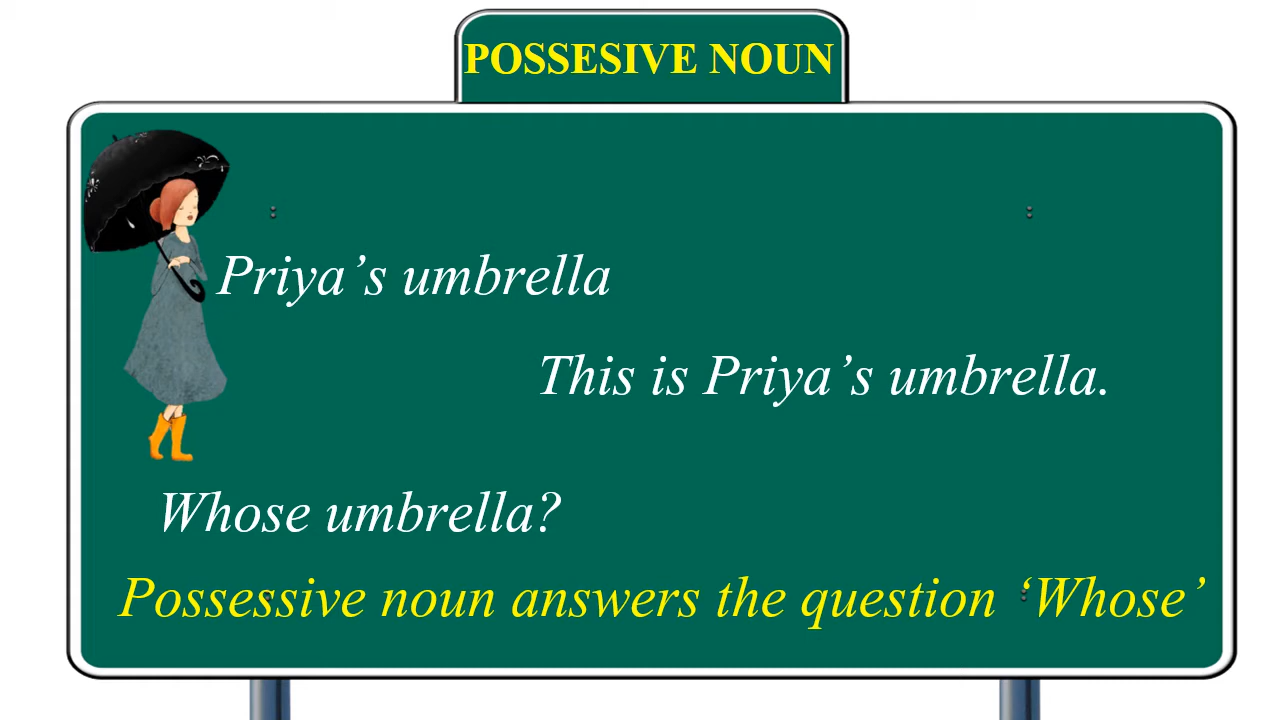 POSSESIVE NOUN
Priya’s umbrella
This is Priya’s umbrella.
Whose umbrella?
Possessive noun answers the question ‘Whose’